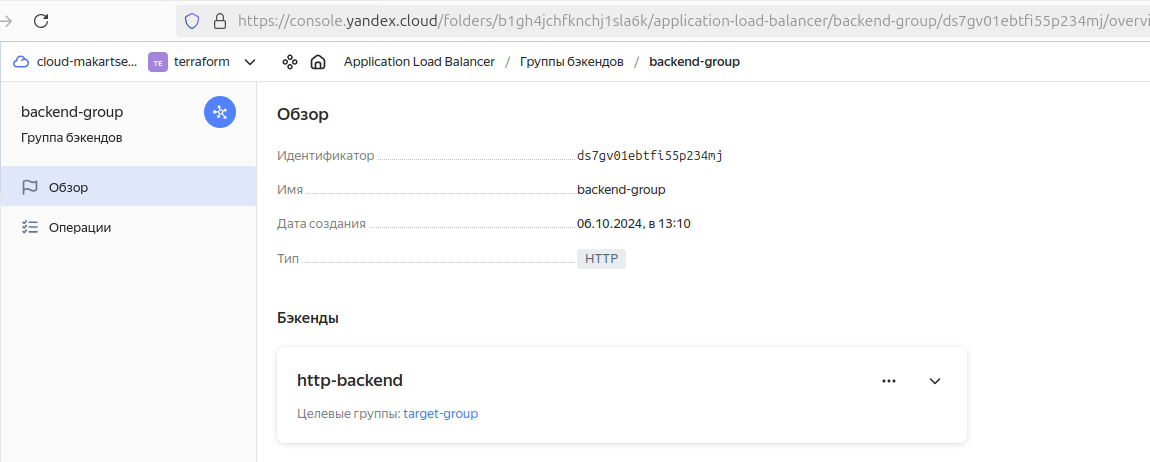 https://console.yandex.cloud/folders/b1gh4jchfknchj1sla6k/application-load-balancer/backend-group/ds7gv01ebtfi55p234mj/overvi
cloud-makartse... TE terraform Application Load Balancer / Группы бэкендов / backend-group
backend-group
Группа бэкендов
Обзор
Операции
Обзор
Идентификатор ds7gv01ebtfi55p234mj
Имя backend-group
Дата создания 06.10.2024, в 13:10
Тип HTTP
Бэкенды
http-backend
Целевые группы: target-group